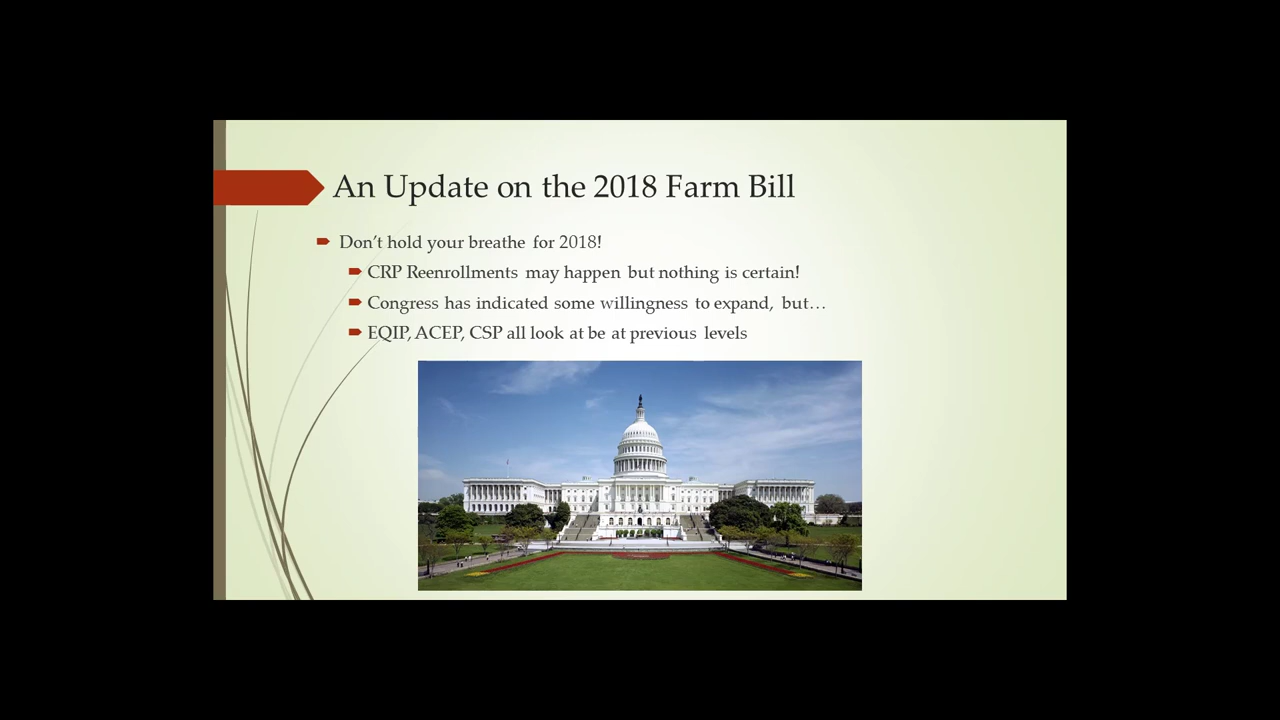 An Update on the 2018 Farm Bill
Don't hold your breathe for 2018!
CRP Reenrollments may happen but nothing is certain!
Congress has indicated some willingness to expand, but…
EQIP, ACEP, CSP all look at be at previous levels